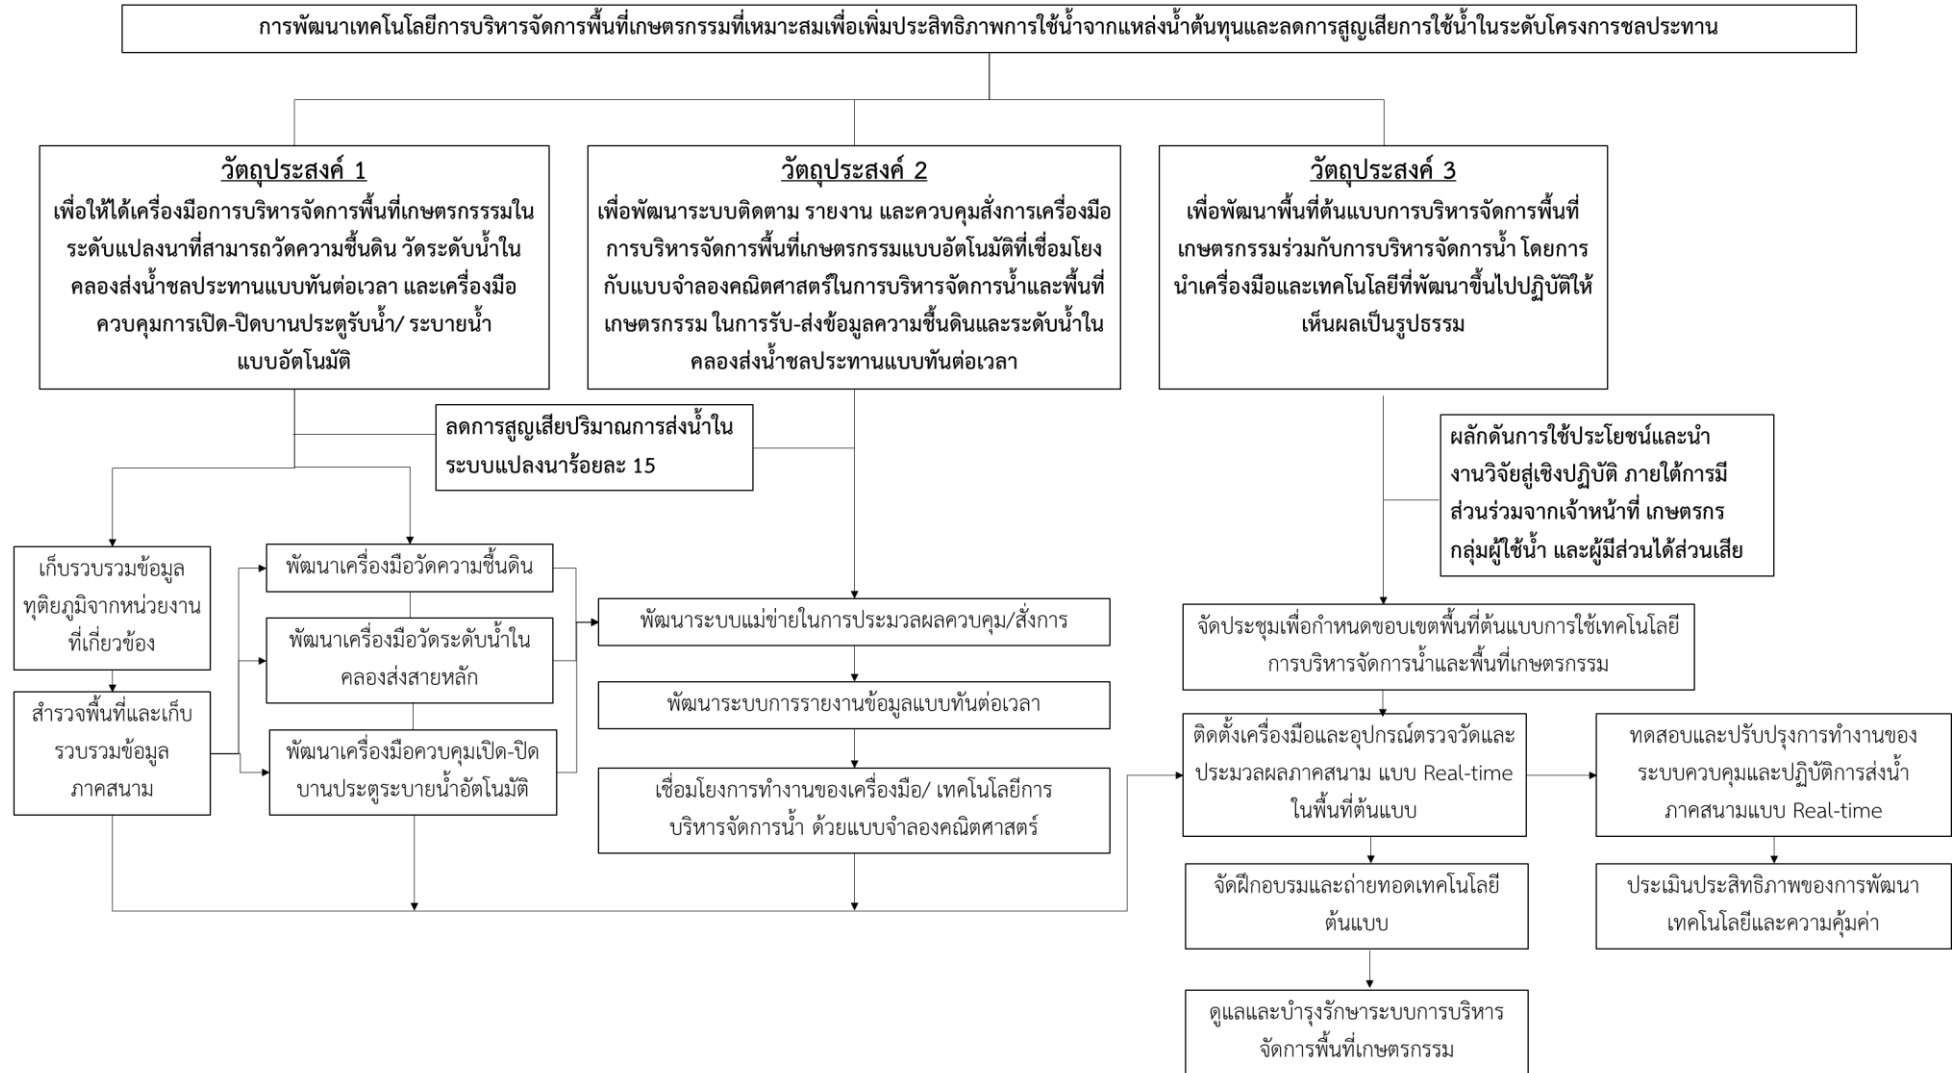 การพัฒนาเทคโนโลยีการบริหารจัดการพื้นที่เกษตรกรรมที่เหมาะสมเพื่อเพิ่มประสิทธิภาพการใช้น้ำจากแหล่งน้ำต้นทุนและลดการสูญเสียการใช้น้ำในระดับโครงการชลประทาน
วัตถุประสงค์ 1
เพื่อให้ได้เครื่องมือการบริหารจัดการพื้นที่เกษตรกรรรมใน
ระดับแปลงนาที่สามารถวัดความชื้นดิน วัดระดับน้ำใน
คลองส่งน้ำชลประทานแบบทันต่อเวลา และเครื่องมือ
ควบคุมการเปิด-ปิดบานประตูรับน้ำ/ ระบายน้ำ
แบบอัตโนมัติ
วัตถุประสงค์ 2
เพื่อพัฒนาระบบติดตาม รายงาน และควบคุมสั่งการเครื่องมือ
การบริหารจัดการพื้นที่เกษตรกรรมแบบอัตโนมัติที่เชื่อมโยง
กับแบบจำลองคณิตศาสตร์ในการบริหารจัดการน้ำและพื้นที่
เกษตรกรรม ในการรับ-ส่งข้อมูลความชื้นดินและระดับน้ำใน
คลองส่งน้ำชลประทานแบบทันต่อเวลา
วัตถุประสงค์ 3
เพื่อพัฒนาพื้นที่ต้นแบบการบริหารจัดการพื้นที่
เกษตรกรรมร่วมกับการบริหารจัดการน้ำ โดยการ
นำเครื่องมือและเทคโนโลยีที่พัฒนาขึ้นไปปฏิบัติให้
เห็นผลเป็นรูปธรรม
ลดการสูญเสียปริมาณการส่งน้ำใน
ระบบแปลงนาร้อยละ 15
ผลักดันการใช้ประโยชน์และนำ
งานวิจัยสู่เชิงปฏิบัติ ภายใต้การมี
ส่วนร่วมจากเจ้าหน้าที่ เกษตรกร
กลุ่มผู้ใช้น้ำ และผู้มีส่วนได้ส่วนเสีย
เก็บรวบรวมข้อมูล
ทุติยภูมิจากหน่วยงาน
ที่เกี่ยวข้อง
สำรวจพื้นที่และเก็บ
รวบรวมข้อมูล
ภาคสนาม
พัฒนาเครื่องมือวัดความชื้นดิน
พัฒนาเครื่องมือวัดระดับน้ำใน
คลองส่งสายหลัก
พัฒนาเครื่องมือควบคุมเปิด-ปิด
บานประตูระบายน้ำอัตโนมัติ
พัฒนาระบบแม่ข่ายในการประมวลผลควบคุม/สั่งการ
พัฒนาระบบการรายงานข้อมูลแบบทันต่อเวลา
เชื่อมโยงการทำงานของเครื่องมือ/ เทคโนโลยีการ
บริหารจัดการน้ำ ด้วยแบบจำลองคณิตศาสตร์
จัดประชุมเพื่อกำหนดขอบเขตพื้นที่ต้นแบบการใช้เทคโนโลยี
การบริหารจัดการน้ำและพื้นที่เกษตรกรรม
ติดตั้งเครื่องมือและอุปกรณ์ตรวจวัดและ
ประมวลผลภาคสนาม แบบ Real-time
ในพื้นที่ต้นแบบ
ทดสอบและปรับปรุงการทำงานของ
ระบบควบคุมและปฏิบัติการส่งน้ำ
ภาคสนามแบบ Real-time
จัดฝึกอบรมและถ่ายทอดเทคโนโลยี
ต้นแบบ
ประเมินประสิทธิภาพของการพัฒนา
เทคโนโลยีและความคุ้มค่า
ดูแลและบำรุงรักษาระบบการบริหาร
จัดการพื้นที่เกษตรกรรม